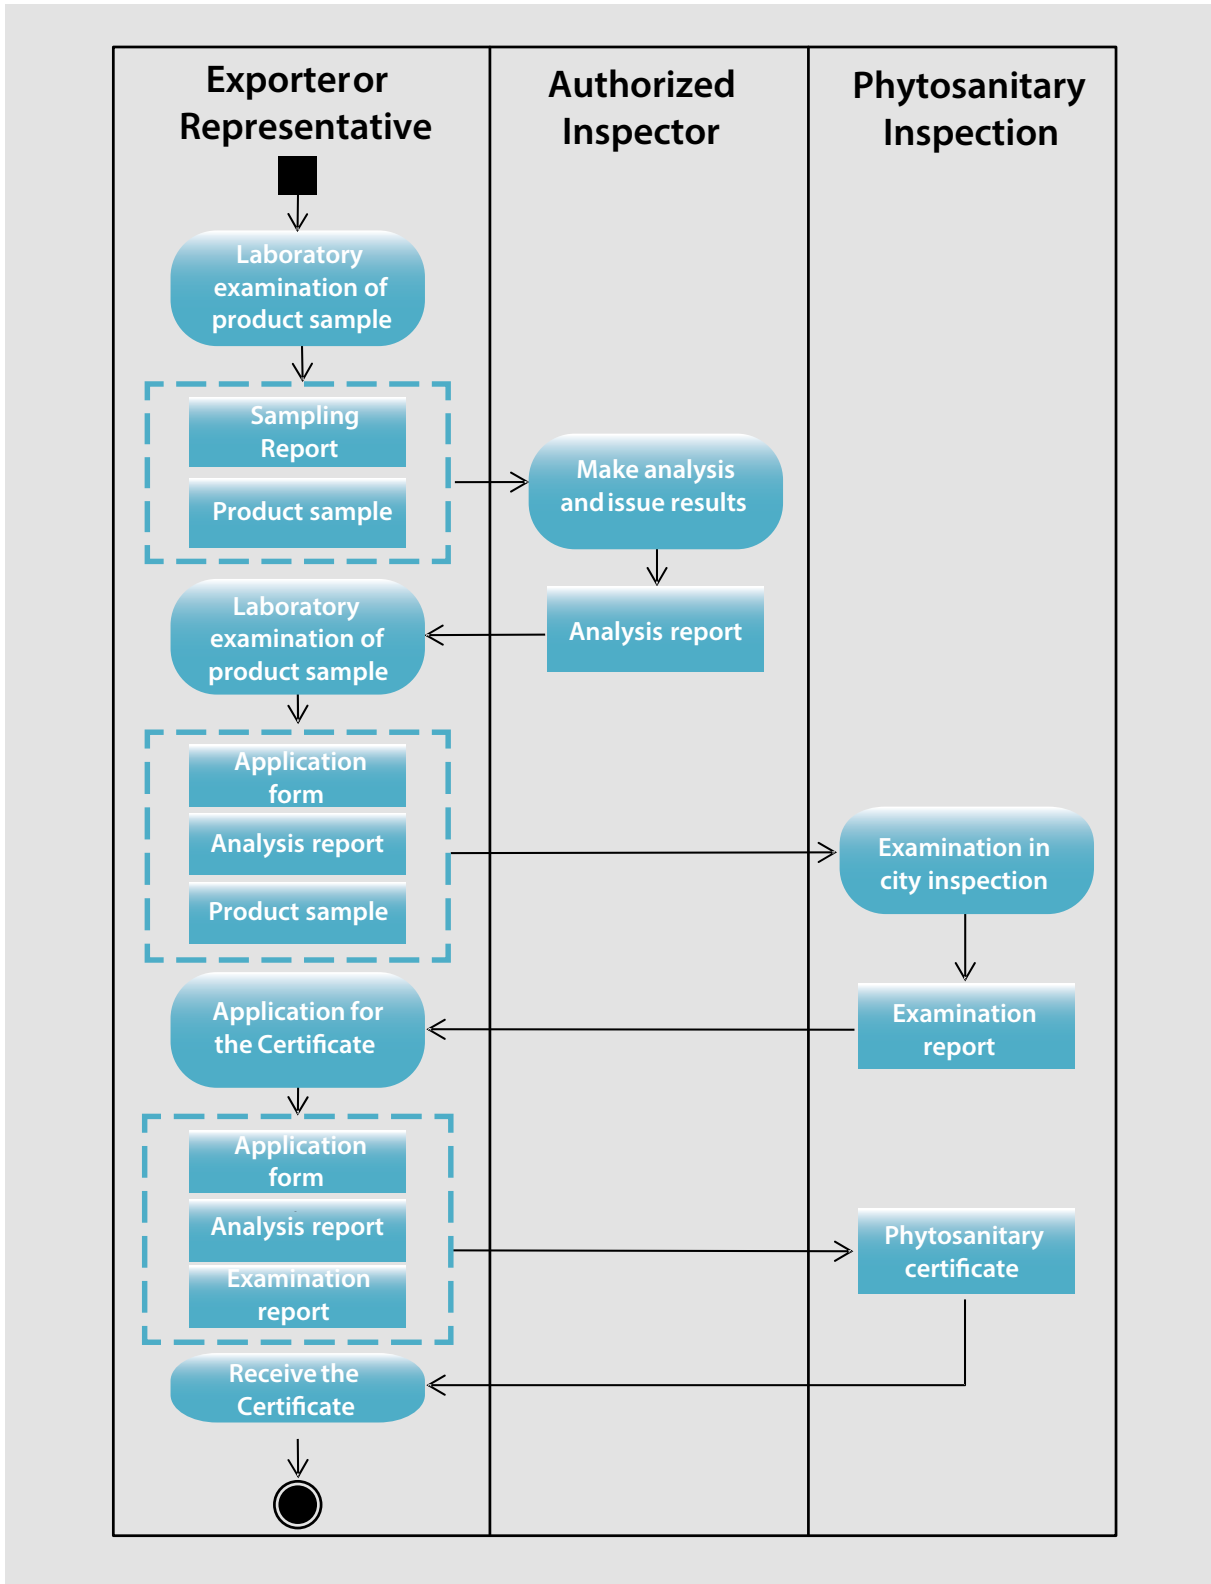 Exporteror
Representative
Authorized
Inspector
Phytosanitary
Inspection
Laboratory
examination of
product sample
Sampling
Report
Product sample
Make analysis
and issue results
Analysis report
Laboratory
examination of
product sample
Application
form
Analysis report
Product sample
Examination in
city inspection
Examination
report
Application for
the Certificate
Application
form
Analysis report
Examination
report
Phytosanitary
certificate
Receive the
Certificate